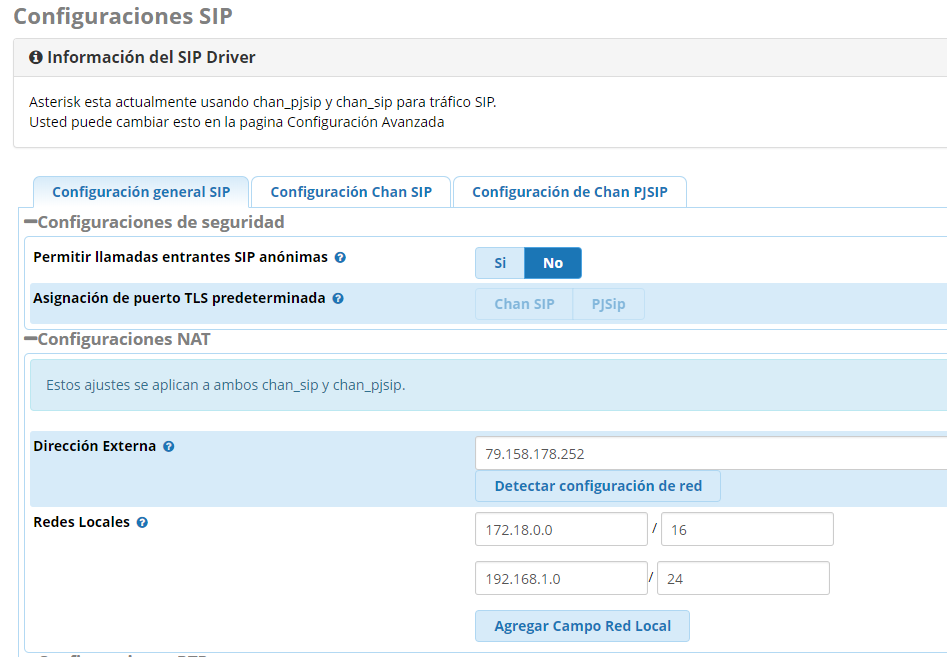 Configuraciones SIP
Información del SIP Driver
Asterisk esta actualmente usando chan_pjsip y chan_sip para tráfico SIP.
Usted puede cambiar esto en la pagina Configuración Avanzada
Configuración general SIP Configuración Chan SIP Configuración de Chan PJSIP
Configuraciones de seguridad
Permitir llamadas entrantes SIP anónimas Si No
Asignación de puerto TLS predeterminada Chan SIP PJSip
Configuraciones NAT
Estos ajustes se aplican a ambos chan_sip y chan_pjsip.
Dirección Externa 79.158.178.252
Detectar configuración de red
Redes Locales 172.18.0.0 / 16
192.168.1.0 / 24
Agregar Campo Red Local